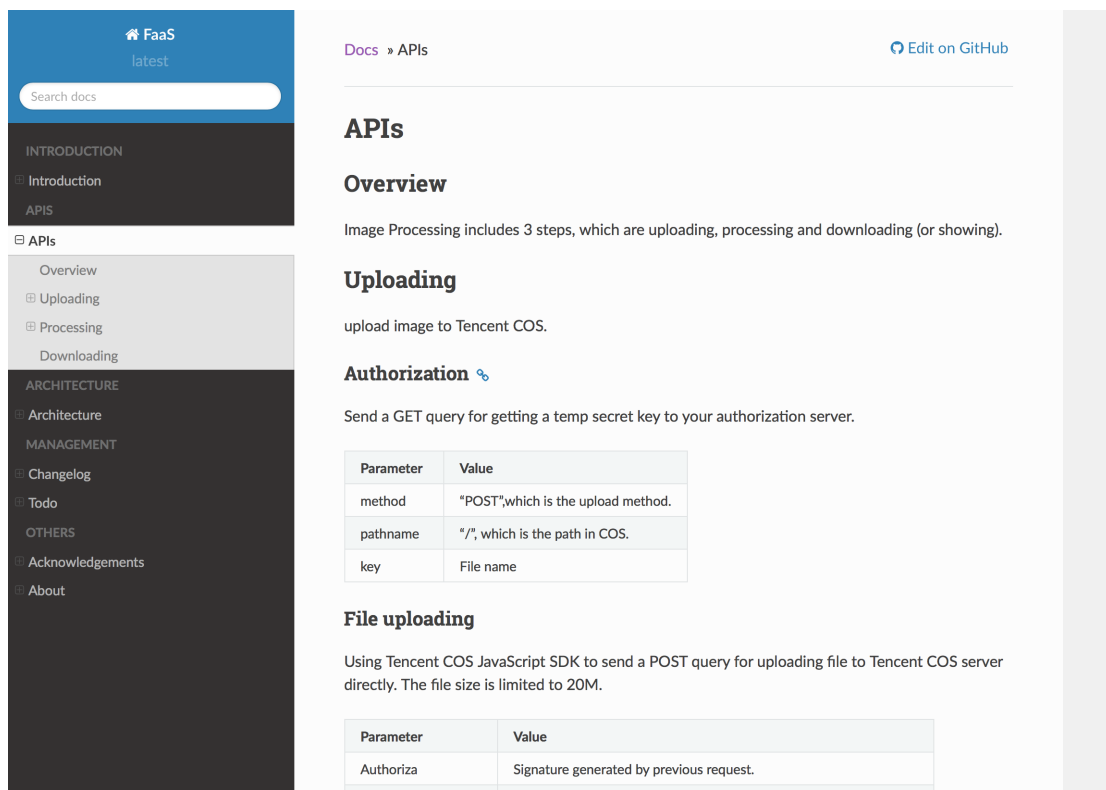 FaaS
latest
Search docs
INTRODUCTION
Introduction
APIS
APIs
Overview
Uploading
Processing
Downloading
ARCHITECTURE
Architecture
MANAGEMENT
Changelog
Todo
OTHERS
Acknowledgements
About
Docs » APIs
Edit on GitHub
APIs
Overview
Image Processing includes 3 steps, which are uploading, processing and downloading (or showing).
Uploading
upload image to Tencent COS.
Authorization
Send a GET query for getting a temp secret key to your authorization server.
Parameter Value
method “POST”,which is the upload method.
pathname “/”, which is the path in COS.
key File name
File uploading
Using Tencent COS JavaScript SDK to send a POST query for uploading file to Tencent COS server
directly. The file size is limited to 20M.
Parameter Value
Authoriza Signature generated by previous request.